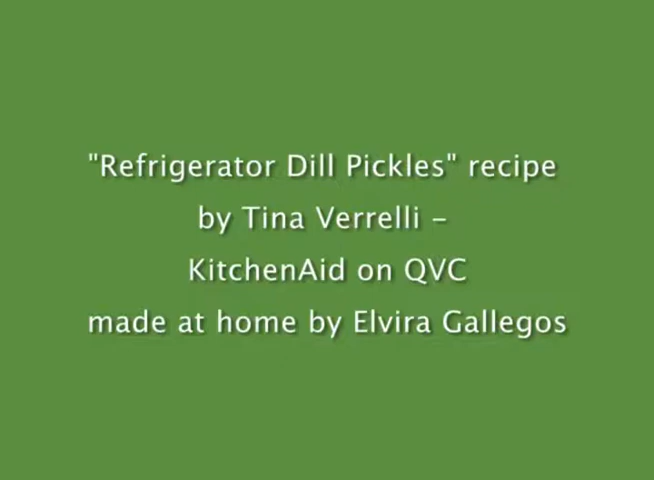 "Refrigerator Dill Pickles" recipe
by Tina Verrelli -
KitchenAid on QVC
made at home by Elvira Gallegos